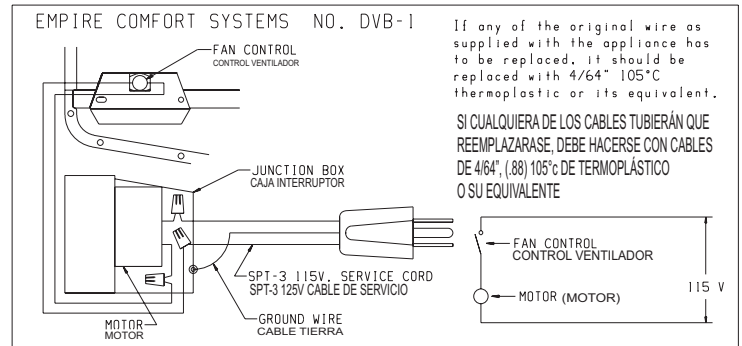 EMPIRE COMFORT SYSTEMS NO. DVB-1
FAN CONTROL
CONTROL VENTILADOR
JUNCTION BOX
CAJA INTERRUPTOR
SPT-3 115V. SERVICE CORD
SPT-3 125V CABLE DE SERVICIO
GROUND WIRE
CABLE TIERRA
MOTOR
MOTOR
If any of the original wire as
supplied with the appliance has
to be replaced, it should be
replaced with 4/64" 105°C
thermoplastic or its equivalent.
SI CUALQUIERA DE LOS CABLES TUBIERÁN QUE
REEMPLAZARASE, DEBE HACERSE CON CABLES
DE 4/64", (.88) 105°c DE TERMOPLÁSTICO
O SU EQUIVALENTE
FAN CONTROL
CONTROL VENTILADOR
MOTOR (MOTOR)
115 V